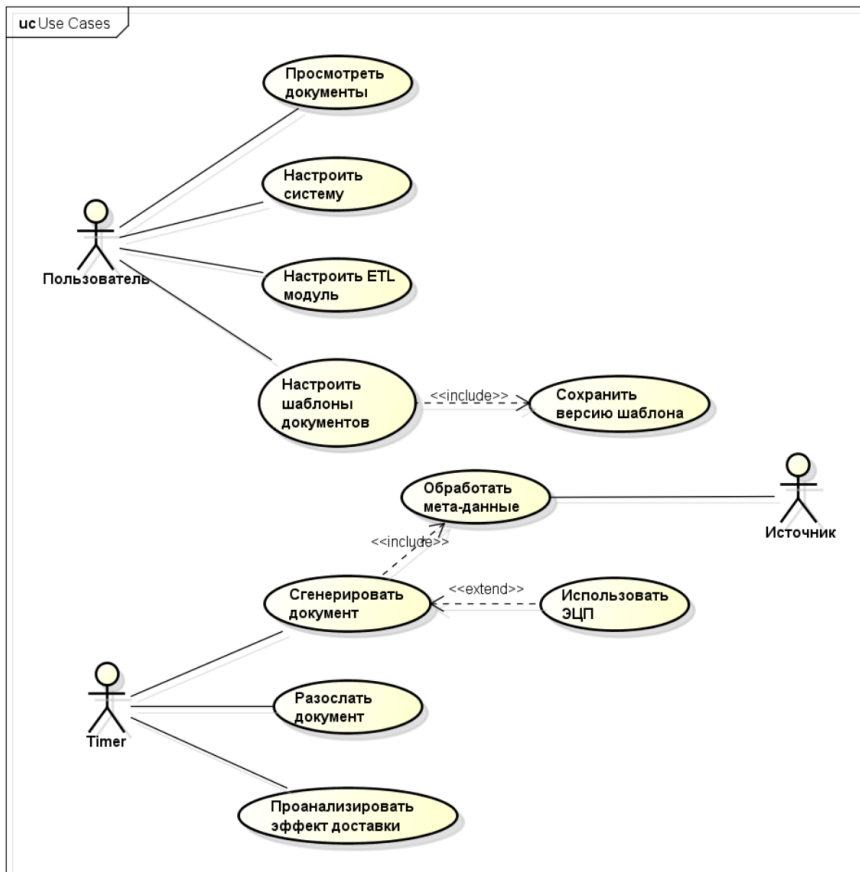 uc Use Cases
Просмотреть
документы
Настроить
систему
Пользователь
Настроить ETL
модуль
Настроить
шаблоны
документов
<<include>>
Сохранить
версию шаблона
Обработать
мета-данные
Источник
<<include>>
Сгенерировать
документ
<<extend>>
Использовать
ЭЦП
Timer
Разослать
документ
Проанализировать
эффект доставки